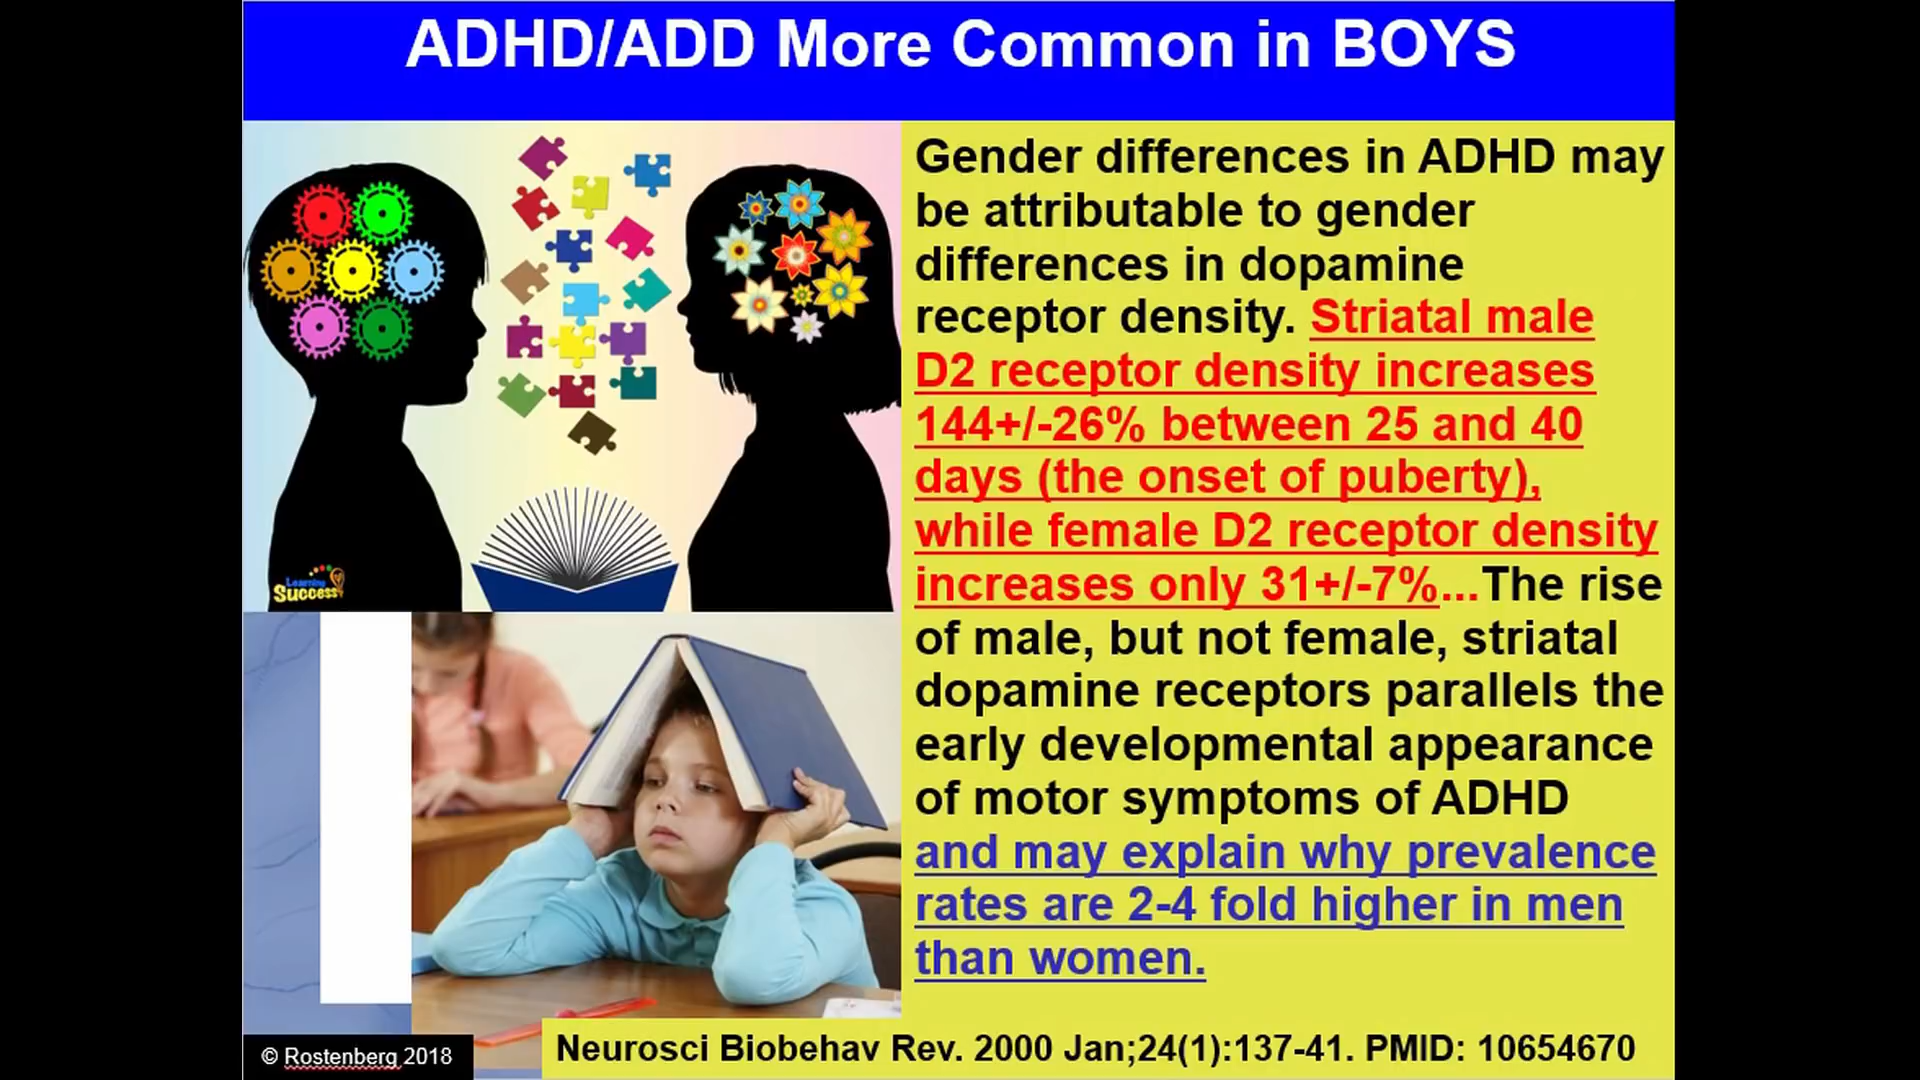 ADHD/ADD More Common in BOYS
Gender differences in ADHD may
be attributable to gender
differences in dopamine
receptor density. Striatal male
D2 receptor density increases
144+/-26% between 25 and 40
days (the onset of puberty),
while female D2 receptor density
increases only 31+/-7%...The rise
of male, but not female, striatal
dopamine receptors parallels the
early developmental appearance
of motor symptoms of ADHD
and may explain why prevalence
rates are 2-4 fold higher in men
than women.
Learning
Success
© Rostenberg 2018
Neurosci Biobehav Rev. 2000 Jan;24(1):137-41. PMID: 10654670